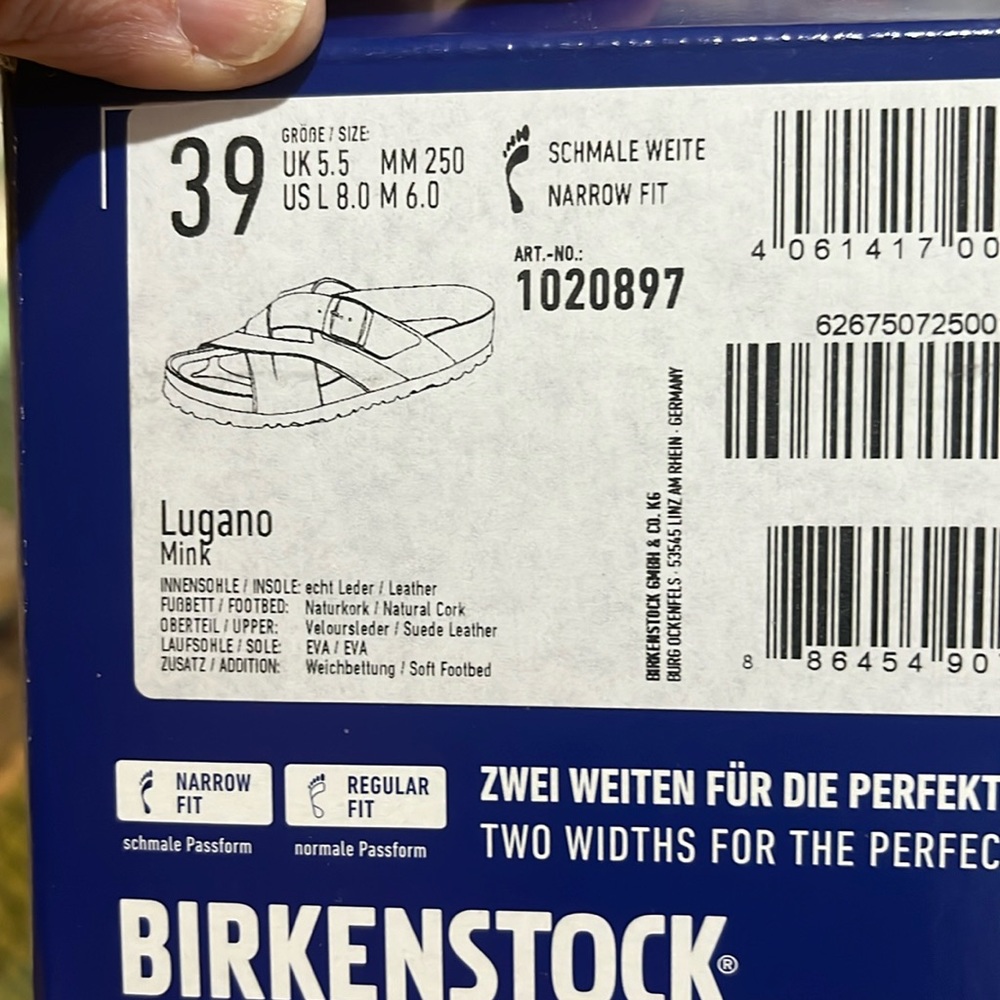 39
GRÖẞE / SIZE:
UK 5.5 MM 250
US L 8.0 M 6.0
SCHMALE WEITE
NARROW FIT
ART.-NO.:
1020897
4 061417 00
62675072500
BIRKENSTOCK GMBH & CO. KG
BURG OCKENFELS · 53545 LINZ AM RHEIN · GERMANY
8 86454 90
Lugano
Mink
INNENSOHLE / INSOLE: echt Leder / Leather
FUẞBETT / FOOTBED: Naturkork / Natural Cork
OBERTEIL / UPPER: Veloursleder / Suede Leather
LAUFSOHLE / SOLE: EVA / EVA
ZUSATZ / ADDITION: Weichbettung / Soft Footbed
NARROW
FIT
schmale Passform
REGULAR
FIT
normale Passform
ZWEI WEITEN FÜR DIE PERFEKT
TWO WIDTHS FOR THE PERFEC
BIRKENSTOCK®